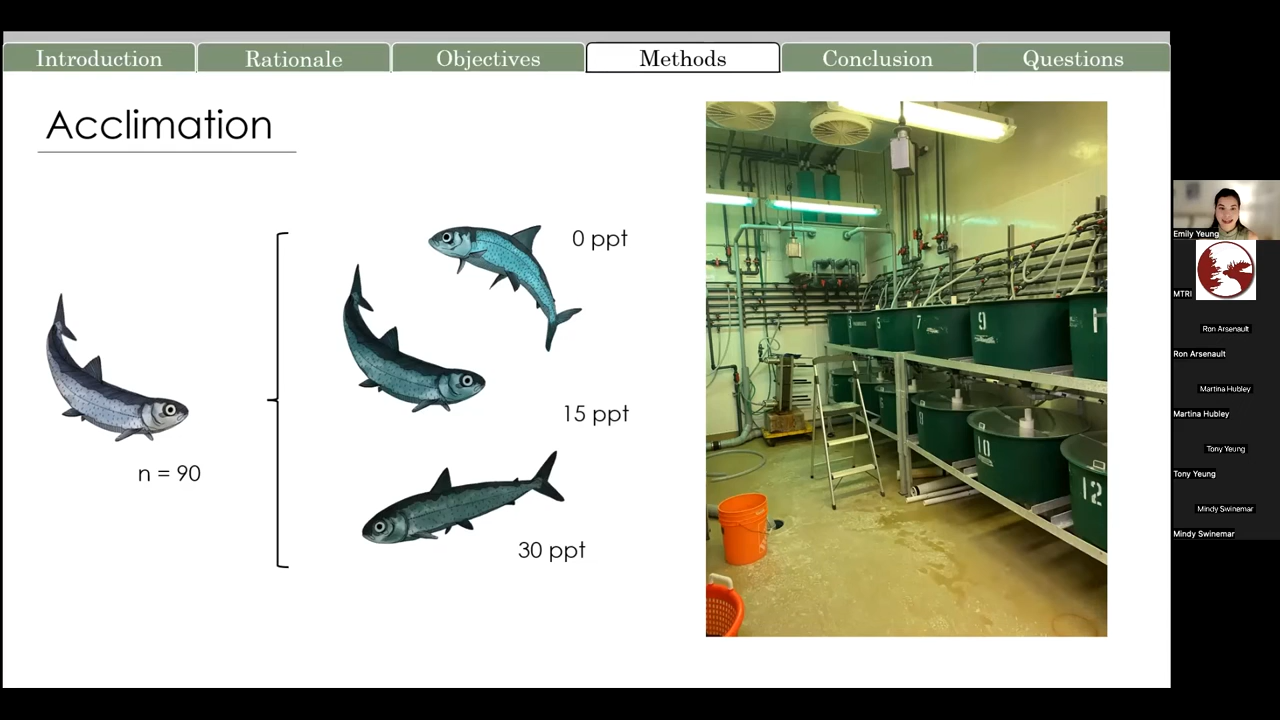 Introduction
Rationale
Objectives
Methods
Conclusion
Questions
Acclimation
0 ppt
15 ppt
30 ppt
n = 90
5
7
9
10
12
Emily Yeung
MTRI
Ron Arsenault
Ron Arsenault
Martina Hubley
Martina Hubley
Tony Yeung
Tony Yeung
Mindy Swinemar
Mindy Swinemar